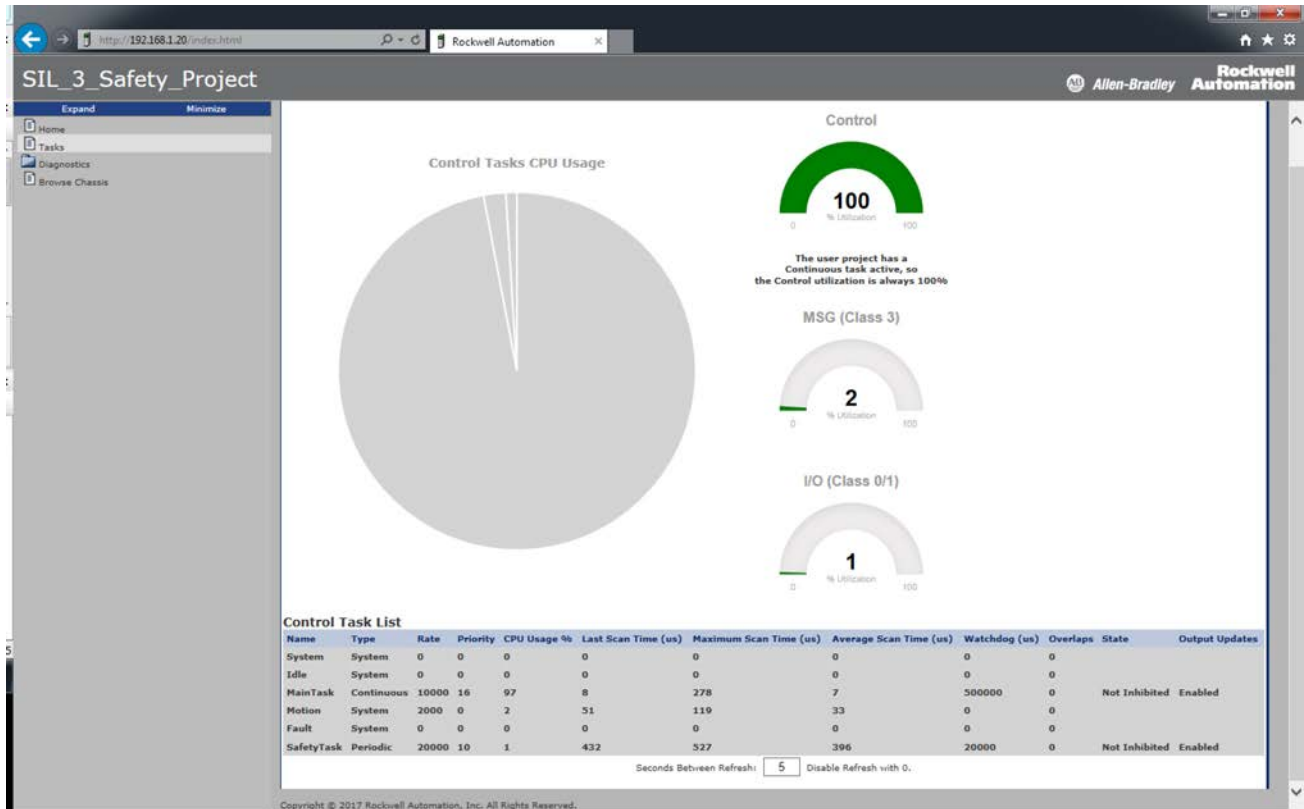 http://192.168.1.20/index.html
Rockwell Automation
SIL_3_Safety_Project
AB Allen-Bradley
Rockwell
Automation
Expand Minimize
Home
Tasks
Diagnostics
Browse Chassis
Control Tasks CPU Usage
Control
100
% Utilization
0 100
The user project has a
Continuous task active, so
the Control utilization is always 100%
MSG (Class 3)
2
% Utilization
0 100
I/O (Class 0/1)
1
% Utilization
0 100
Control Task List
Name Type Rate Priority CPU Usage % Last Scan Time (us) Maximum Scan Time (us) Average Scan Time (us) Watchdog (us) Overlaps State Output Updates
System System 0 0 0 0 0 0 0 0
Idle System 0 0 0 0 0 0 0 0
MainTask Continuous 10000 16 97 8 278 7 500000 0 Not Inhibited Enabled
Motion System 2000 0 2 51 119 33 0 0
Fault System 0 0 0 0 0 0 0 0
SafetyTask Periodic 20000 10 1 432 527 396 20000 0 Not Inhibited Enabled
Seconds Between Refresh: 5 Disable Refresh with 0.
Copyright © 2017 Rockwell Automation, Inc. All Rights Reserved.